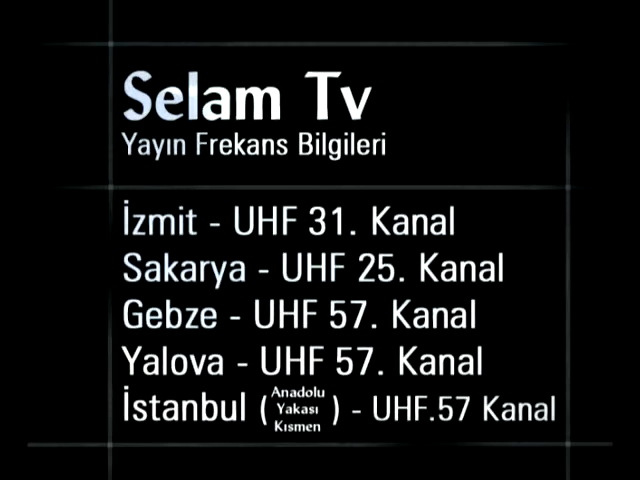 Selam Tv
Yayın Frekans Bilgileri
İzmit - UHF 31. Kanal
Sakarya - UHF 25. Kanal
Gebze - UHF 57. Kanal
Yalova - UHF 57. Kanal
İstanbul (Anadolu Yakası Kısmen) - UHF.57 Kanal